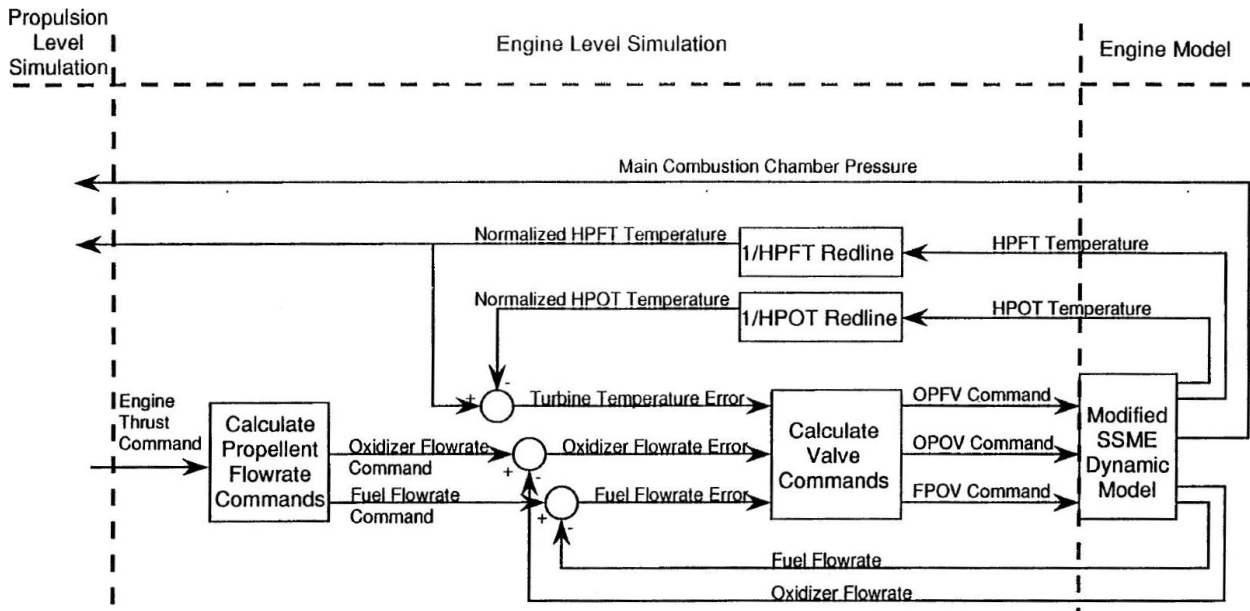 Propulsion
Level
Simulation
Engine Level Simulation
Engine Model
Main Combustion Chamber Pressure
Normalized HPFT Temperature
1/HPFT Redline
HPFT Temperature
Normalized HPOT Temperature
1/HPOT Redline
HPOT Temperature
-
+
Turbine Temperature Error
OPFV Command
Engine
Thrust
Command
Calculate
Propellent
Flowrate
Commands
Oxidizer Flowrate
Command
+
-
Oxidizer Flowrate Error
Calculate
Valve
Commands
OPOV Command
Modified
SSME
Dynamic
Model
Fuel Flowrate
Command
+
-
Fuel Flowrate Error
FPOV Command
Fuel Flowrate
Oxidizer Flowrate